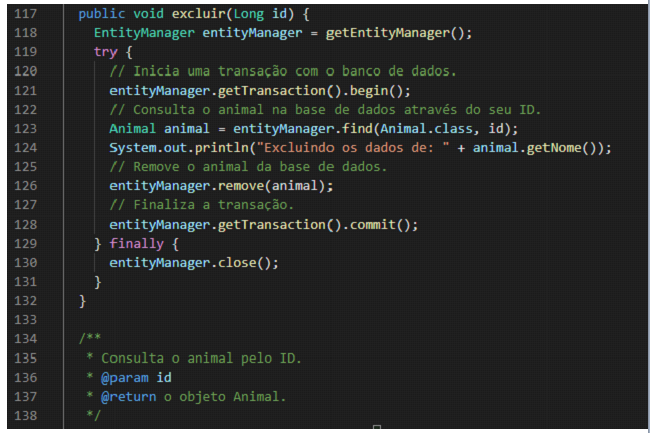 117 public void excluir(Long id) {
118 EntityManager entityManager = getEntityManager();
119 try {
120 // Inicia uma transação com o banco de dados.
121 entityManager.getTransaction().begin();
122 // Consulta o animal na base de dados através do seu ID.
123 Animal animal = entityManager.find(Animal.class, id);
124 System.out.println("Excluindo os dados de: " + animal.getNome());
125 // Remove o animal da base de dados.
126 entityManager.remove(animal);
127 // Finaliza a transação.
128 entityManager.getTransaction().commit();
129 } finally {
130 entityManager.close();
131 }
132 }
133
134 /**
135 * Consulta o animal pelo ID.
136 * @param id
137 * @return o objeto Animal.
138 */